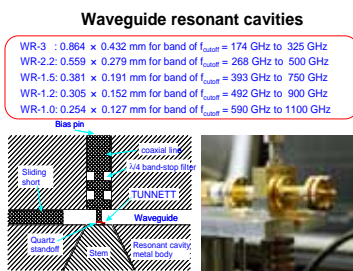 Waveguide resonant cavities
WR-3 : 0.864 × 0.432 mm for band of fcutoff = 174 GHz to 325 GHz
WR-2.2: 0.559 × 0.279 mm for band of fcutoff = 268 GHz to 500 GHz
WR-1.5: 0.381 × 0.191 mm for band of fcutoff = 393 GHz to 750 GHz
WR-1.2: 0.305 × 0.152 mm for band of fcutoff = 492 GHz to 900 GHz
WR-1.0: 0.254 × 0.127 mm for band of fcutoff = 590 GHz to 1100 GHz
Bias pin
coaxial line
λ/4 band-stop filter
Sliding
short
TUNNETT
Waveguide
Quartz
standoff
Stem
Resonant cavity
metal body